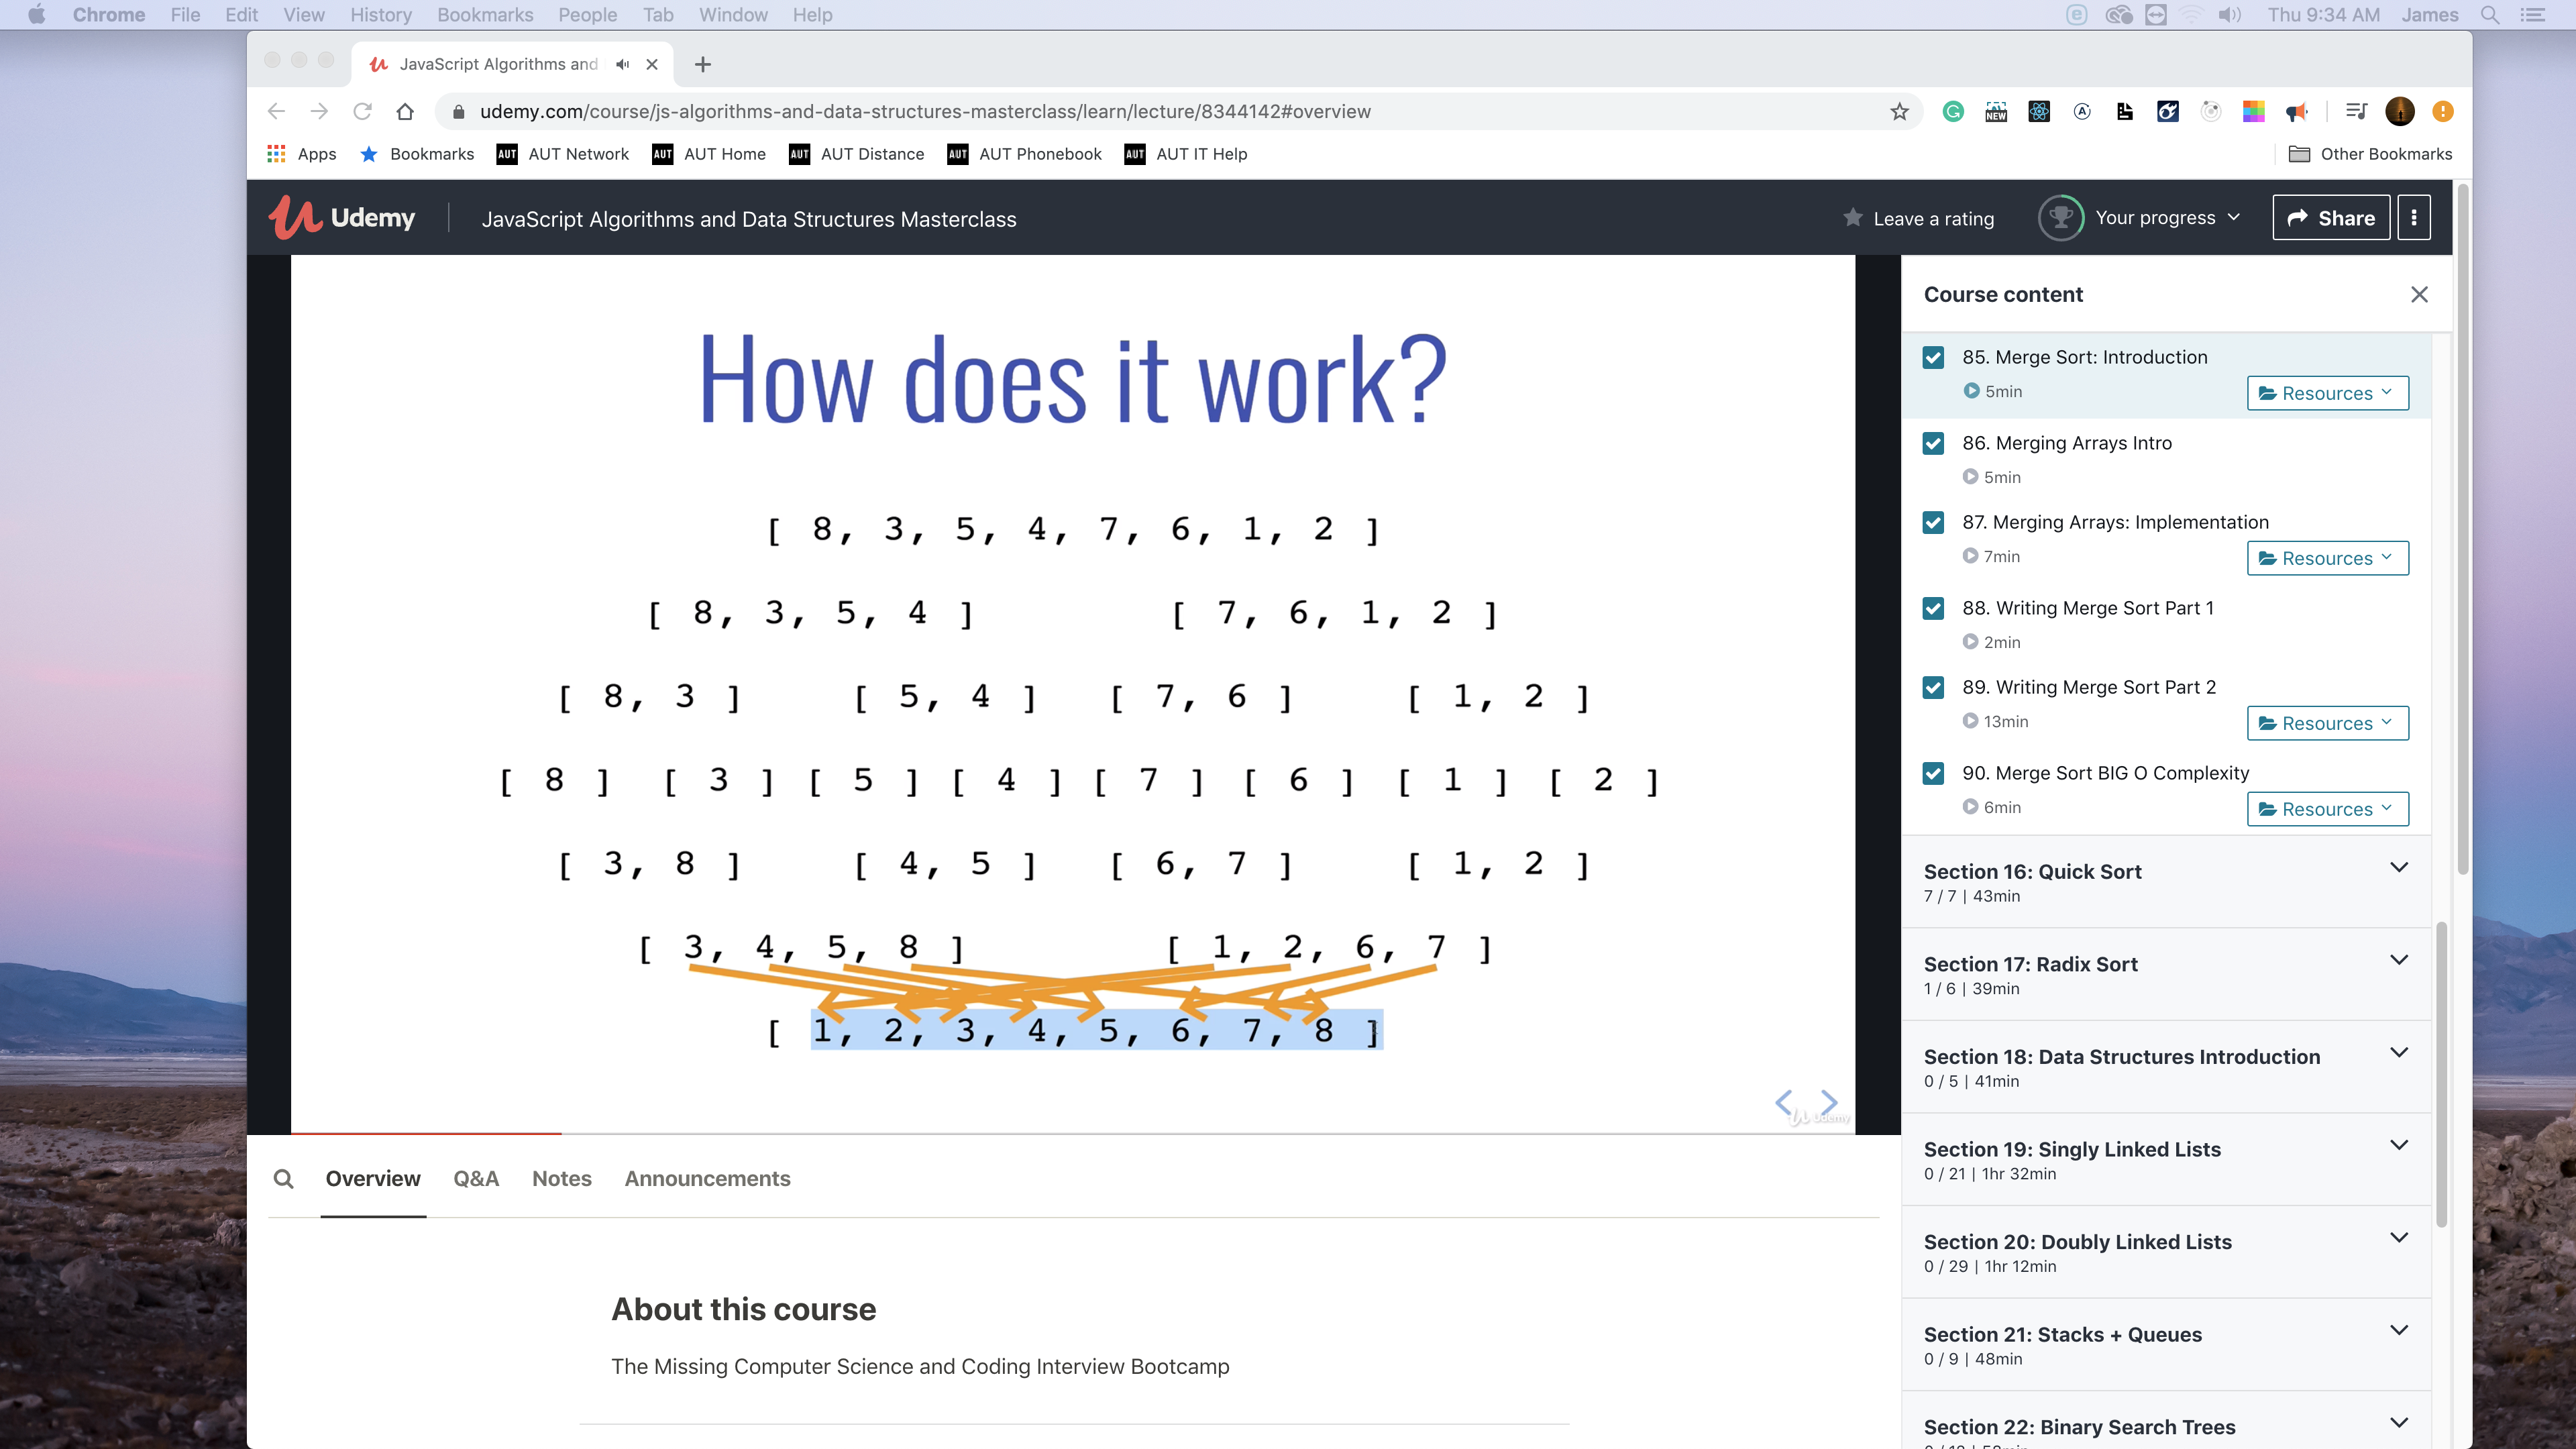 Chrome File Edit View History Bookmarks People Tab Window Help
Thu 9:34 AM James
JavaScript Algorithms and
udemy.com/course/js-algorithms-and-data-structures-masterclass/learn/lecture/8344142#overview
NEW
Apps Bookmarks AUT AUT Network AUT AUT Home AUT AUT Distance AUT AUT Phonebook AUT AUT IT Help Other Bookmarks
Udemy JavaScript Algorithms and Data Structures Masterclass Leave a rating Your progress Share
How does it work?
[ 8, 3, 5, 4, 7, 6, 1, 2 ]
[ 8, 3, 5, 4 ] [ 7, 6, 1, 2 ]
[ 8, 3 ] [ 5, 4 ] [ 7, 6 ] [ 1, 2 ]
[ 8 ] [ 3 ] [ 5 ] [ 4 ] [ 7 ] [ 6 ] [ 1 ] [ 2 ]
[ 3, 8 ] [ 4, 5 ] [ 6, 7 ] [ 1, 2 ]
[ 3, 4, 5, 8 ] [ 1, 2, 6, 7 ]
[ 1, 2, 3, 4, 5, 6, 7, 8 ]
Udemy
Overview Q&A Notes Announcements
About this course
The Missing Computer Science and Coding Interview Bootcamp
Course content
85. Merge Sort: Introduction
5min Resources
86. Merging Arrays Intro
5min
87. Merging Arrays: Implementation
7min Resources
88. Writing Merge Sort Part 1
2min
89. Writing Merge Sort Part 2
13min Resources
90. Merge Sort BIG O Complexity
6min Resources
Section 16: Quick Sort
7 / 7 | 43min
Section 17: Radix Sort
1 / 6 | 39min
Section 18: Data Structures Introduction
0 / 5 | 41min
Section 19: Singly Linked Lists
0 / 21 | 1hr 32min
Section 20: Doubly Linked Lists
0 / 29 | 1hr 12min
Section 21: Stacks + Queues
0 / 9 | 48min
Section 22: Binary Search Trees